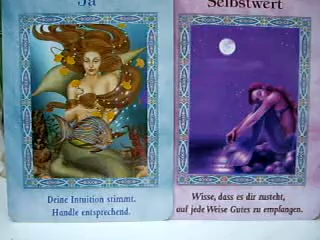 Ja
Deine Intuition stimmt.
Handle entsprechend.
Selbstwert
Wisse, dass es dir zusteht,
auf jede Weise Gutes zu empfangen.